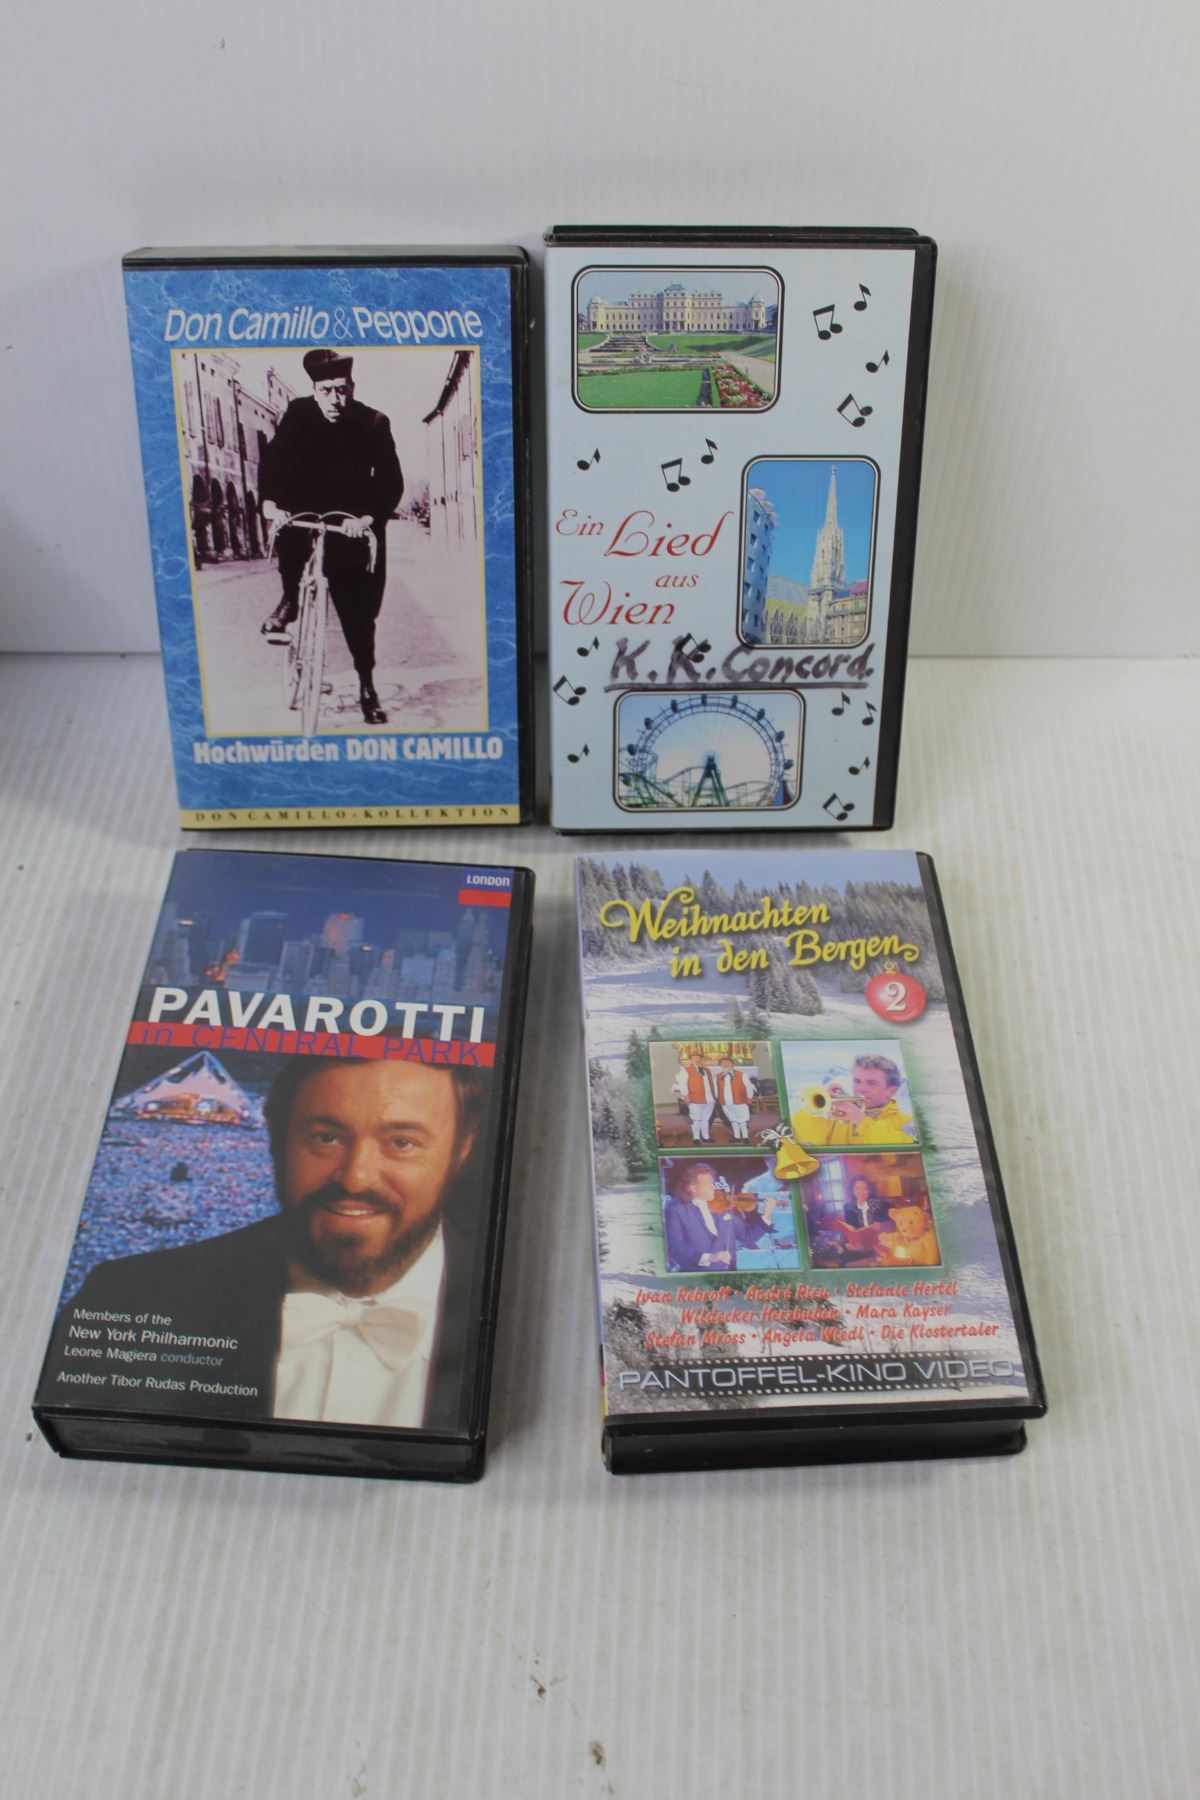 Don Camillo & Peppone
Hochwürden DON CAMILLO
DON CAMILLO-KOLLEKTION
Ein Lied
aus
Wien
K.K. Concord.
LONDON
PAVAROTTI
in CENTRAL PARK
Members of the
New York Philharmonic
Leone Magiera conductor
Another Tibor Rudas Production
Weihnachten
in den Bergen
2
Ivan Rebroff • André Rieu • Stefanie Hertel
Wildecker Herzbuben • Mara Kayser
Stefan Mross • Angela Wiedl • Die Klostertaler
PANTOFFEL-KINO VIDEO